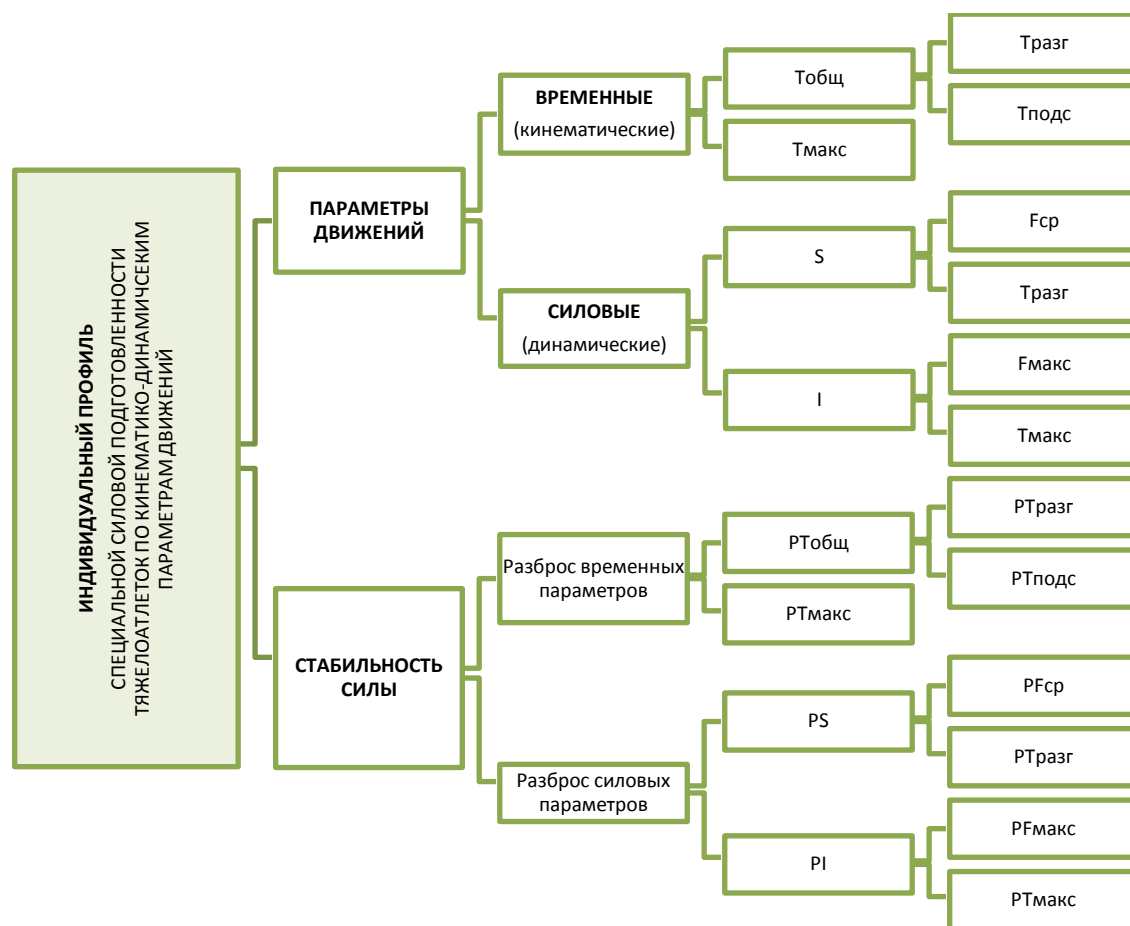 ИНДИВИДУАЛЬНЫЙ ПРОФИЛЬ
СПЕЦИАЛЬНОЙ СИЛОВОЙ ПОДГОТОВЛЕННОСТИ
ТЯЖЕЛОАТЛЕТОК ПО КИНЕМАТИКО-ДИНАМИЧСЕКИМ
ПАРАМЕТРАМ ДВИЖЕНИЙ
ПАРАМЕТРЫ
ДВИЖЕНИЙ
ВРЕМЕННЫЕ
(кинематические)
Тобщ
Тразг
Тподс
Тмакс
СИЛОВЫЕ
(динамические)
S
Fср
Тразг
I
Fмакс
Тмакс
СТАБИЛЬНОСТЬ
СИЛЫ
Разброс временных
параметров
РТобщ
РТразг
РТподс
РТмакс
Разброс силовых
параметров
PS
PFср
РТразг
PI
PFмакс
РТмакс